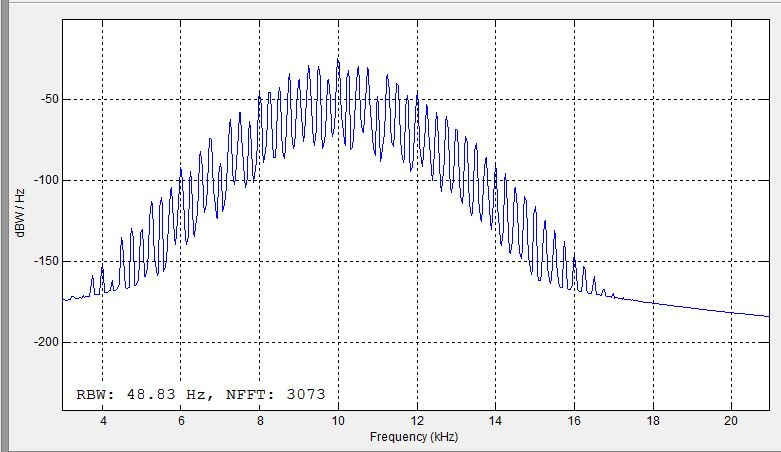 -50
-100
-150
-200
dBW / Hz
RBW: 48.83 Hz, NFFT: 3073
4 6 8 10 12 14 16 18 20
Frequency (kHz)